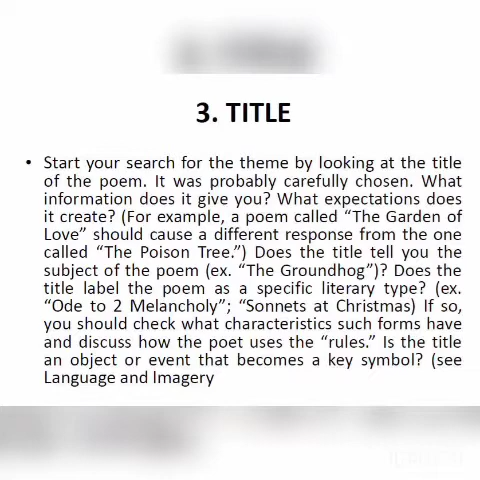 3. TITLE
• Start your search for the theme by looking at the title
of the poem. It was probably carefully chosen. What
information does it give you? What expectations does
it create? (For example, a poem called “The Garden of
Love” should cause a different response from the one
called “The Poison Tree.”) Does the title tell you the
subject of the poem (ex. “The Groundhog”)? Does the
title label the poem as a specific literary type? (ex.
“Ode to 2 Melancholy”; “Sonnets at Christmas) If so,
you should check what characteristics such forms have
and discuss how the poet uses the “rules.” Is the title
an object or event that becomes a key symbol? (see
Language and Imagery